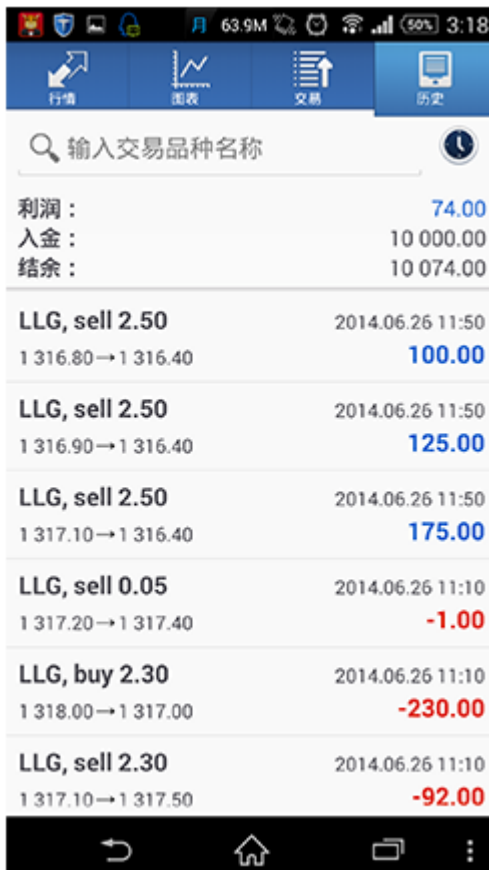 月 63.9M 50% 3:18
行情 图表 交易 历史
输入交易品种名称
利润： 74.00
入金： 10 000.00
结余： 10 074.00
LLG, sell 2.50 2014.06.26 11:50
1 316.80→1 316.40 100.00
LLG, sell 2.50 2014.06.26 11:50
1 316.90→1 316.40 125.00
LLG, sell 2.50 2014.06.26 11:50
1 317.10→1 316.40 175.00
LLG, sell 0.05 2014.06.26 11:10
1 317.20→1 317.40 -1.00
LLG, buy 2.30 2014.06.26 11:10
1 318.00→1 317.00 -230.00
LLG, sell 2.30 2014.06.26 11:10
1 317.10→1 317.50 -92.00